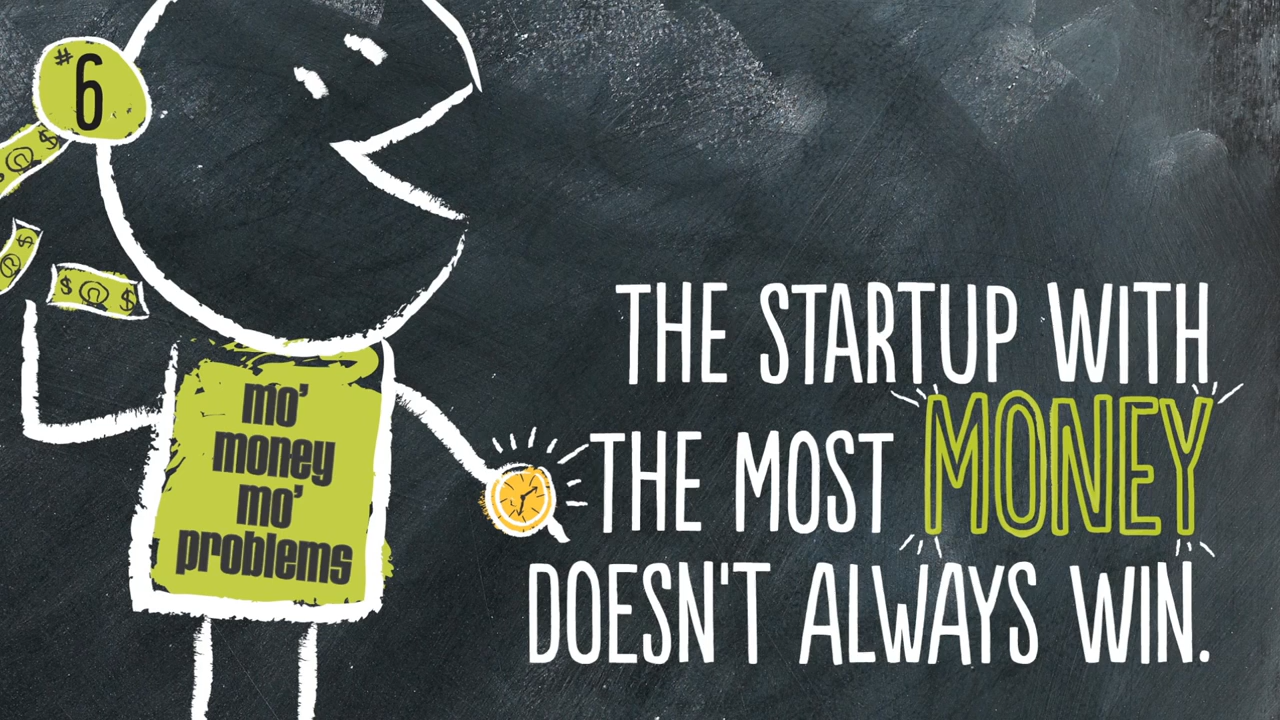 #6
$ @ $
$ @ $
$ @ $
mo'
money
mo'
problems
THE STARTUP WITH
THE MOST MONEY
DOESN'T ALWAYS WIN.